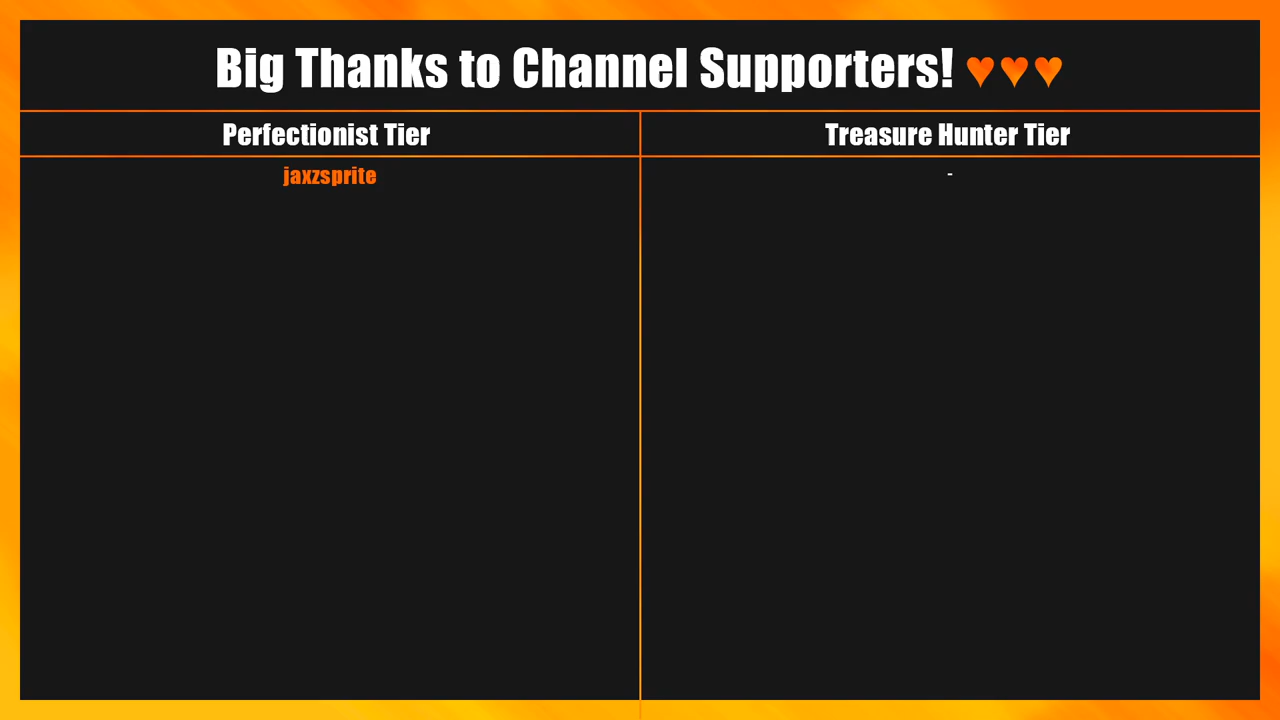 Big Thanks to Channel Supporters! ♥♥♥
Perfectionist Tier
Treasure Hunter Tier
jaxzsprite
-